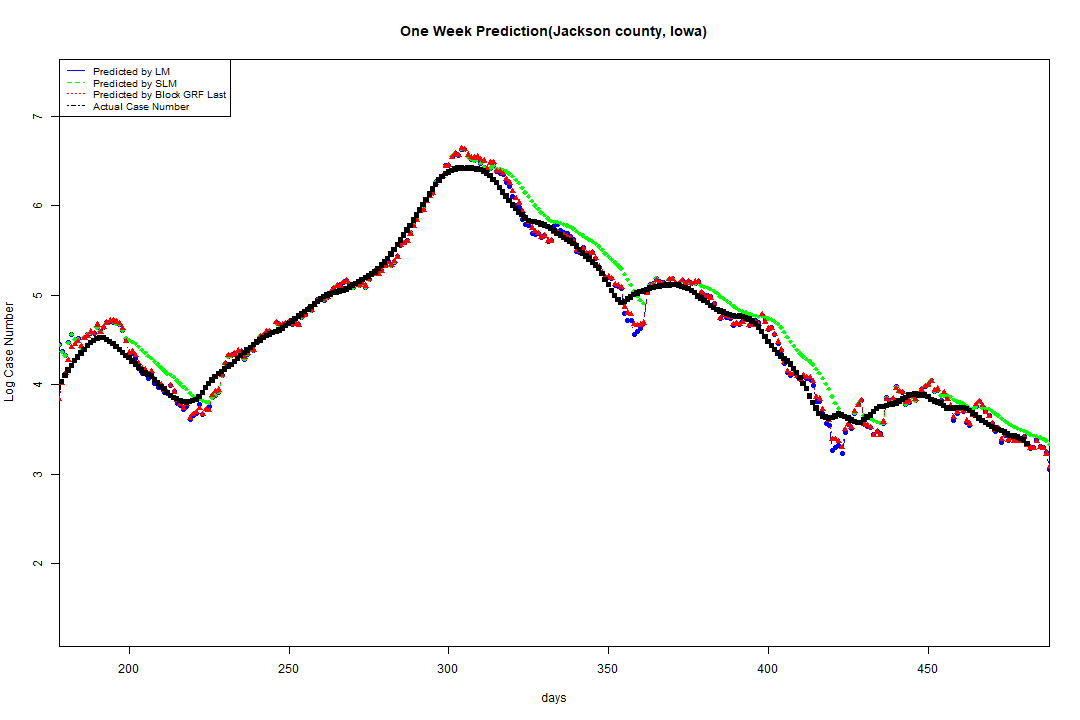 One Week Prediction(Jackson county, Iowa)
Predicted by LM
Predicted by SLM
Predicted by Block GRF Last
Actual Case Number
7
6
5
4
3
2
Log Case Number
200 250 300 350 400 450
days